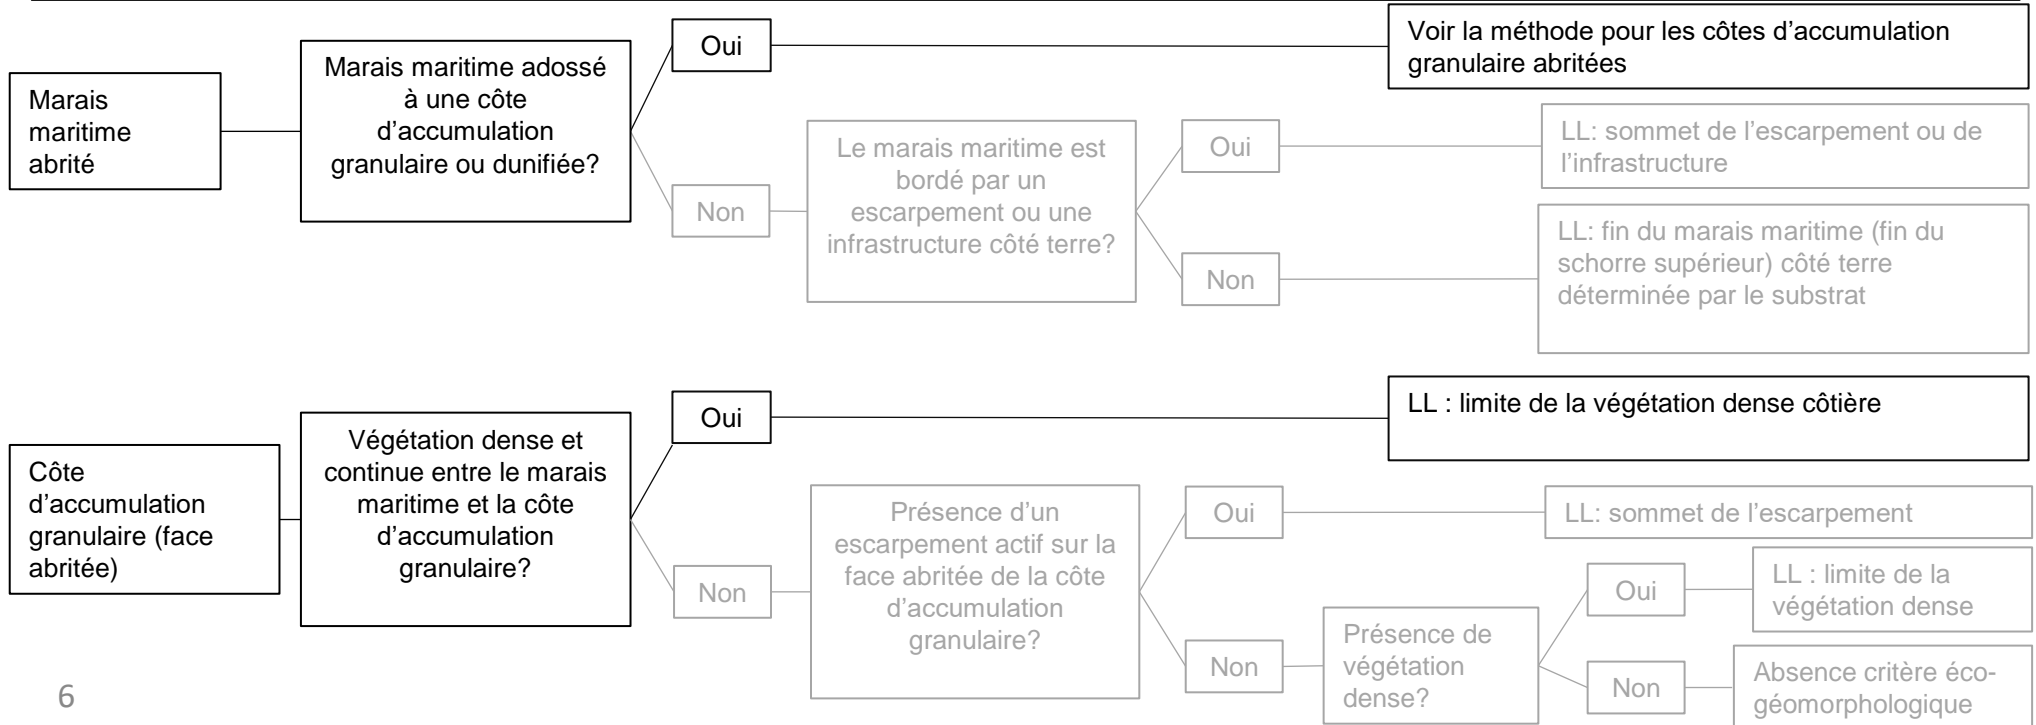 Marais
maritime
abrité
Marais maritime adossé
à une côte
d'accumulation
granulaire ou dunifiée?
Oui
Voir la méthode pour les côtes d'accumulation
granulaire abritées
Non
Le marais maritime est
bordé par un
escarpement ou une
infrastructure côté terre?
Oui
LL: sommet de l'escarpement ou de
l'infrastructure
Non
LL: fin du marais maritime (fin du
schorre supérieur) côté terre
déterminée par le substrat
Côte
d'accumulation
granulaire (face
abritée)
Végétation dense et
continue entre le marais
maritime et la côte
d'accumulation
granulaire?
Oui
LL : limite de la végétation dense côtière
Non
Présence d'un
escarpement actif sur la
face abritée de la côte
d'accumulation
granulaire?
Oui
LL: sommet de l'escarpement
Non
Présence de
végétation
dense?
Oui
LL : limite de la
végétation dense
Non
Absence critère éco-
géomorphologique
6